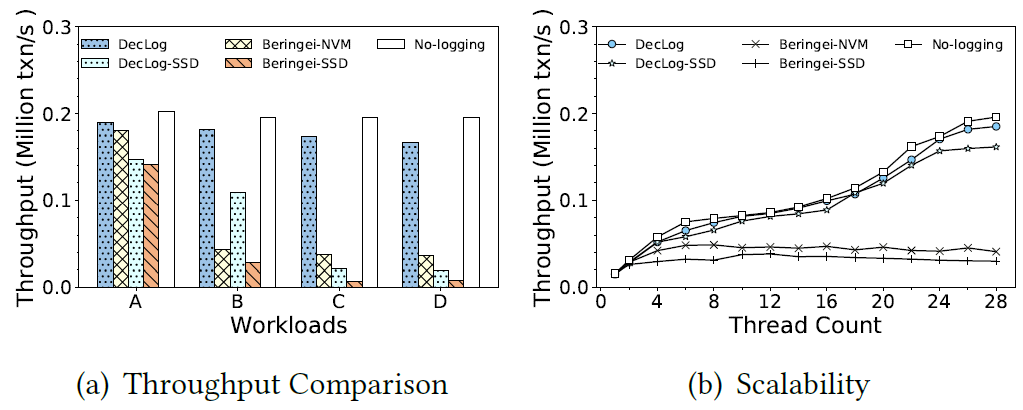 0.3
DecLog
Beringei-NVM
No-logging
DecLog-SSD
Beringei-SSD
0.2
0.1
0.0
Throughput (Million txn/s )
A B C D
Workloads
(a) Throughput Comparison
0.3
DecLog
Beringei-NVM
No-logging
DecLog-SSD
Beringei-SSD
0.2
0.1
0.0
Throughput (Million txn/s )
0 4 8 12 16 20 24 28
Thread Count
(b) Scalability